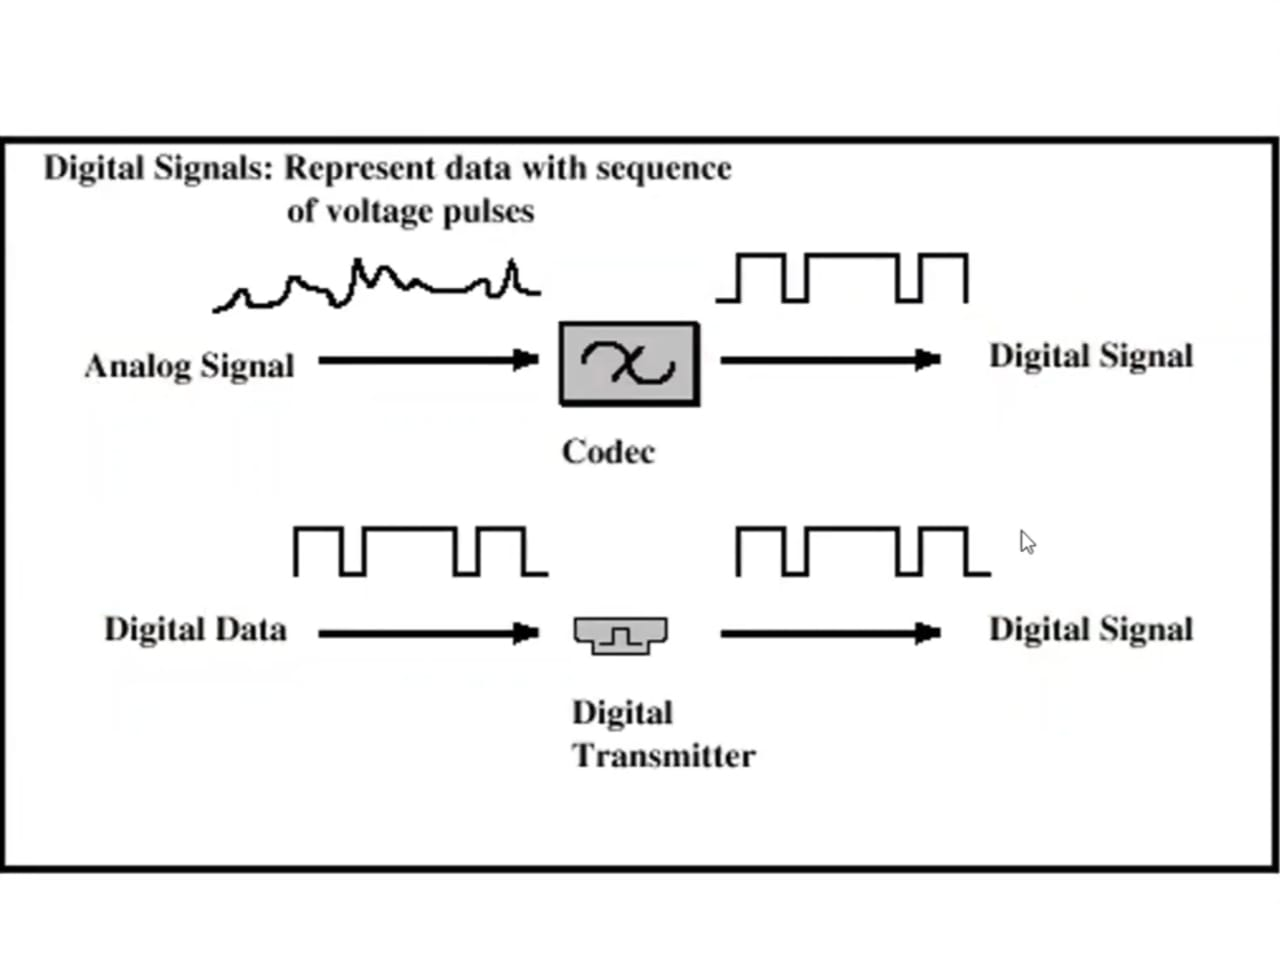 Digital Signals: Represent data with sequence
of voltage pulses
Analog Signal
Digital Signal
Codec
Digital Data
Digital Signal
Digital
Transmitter